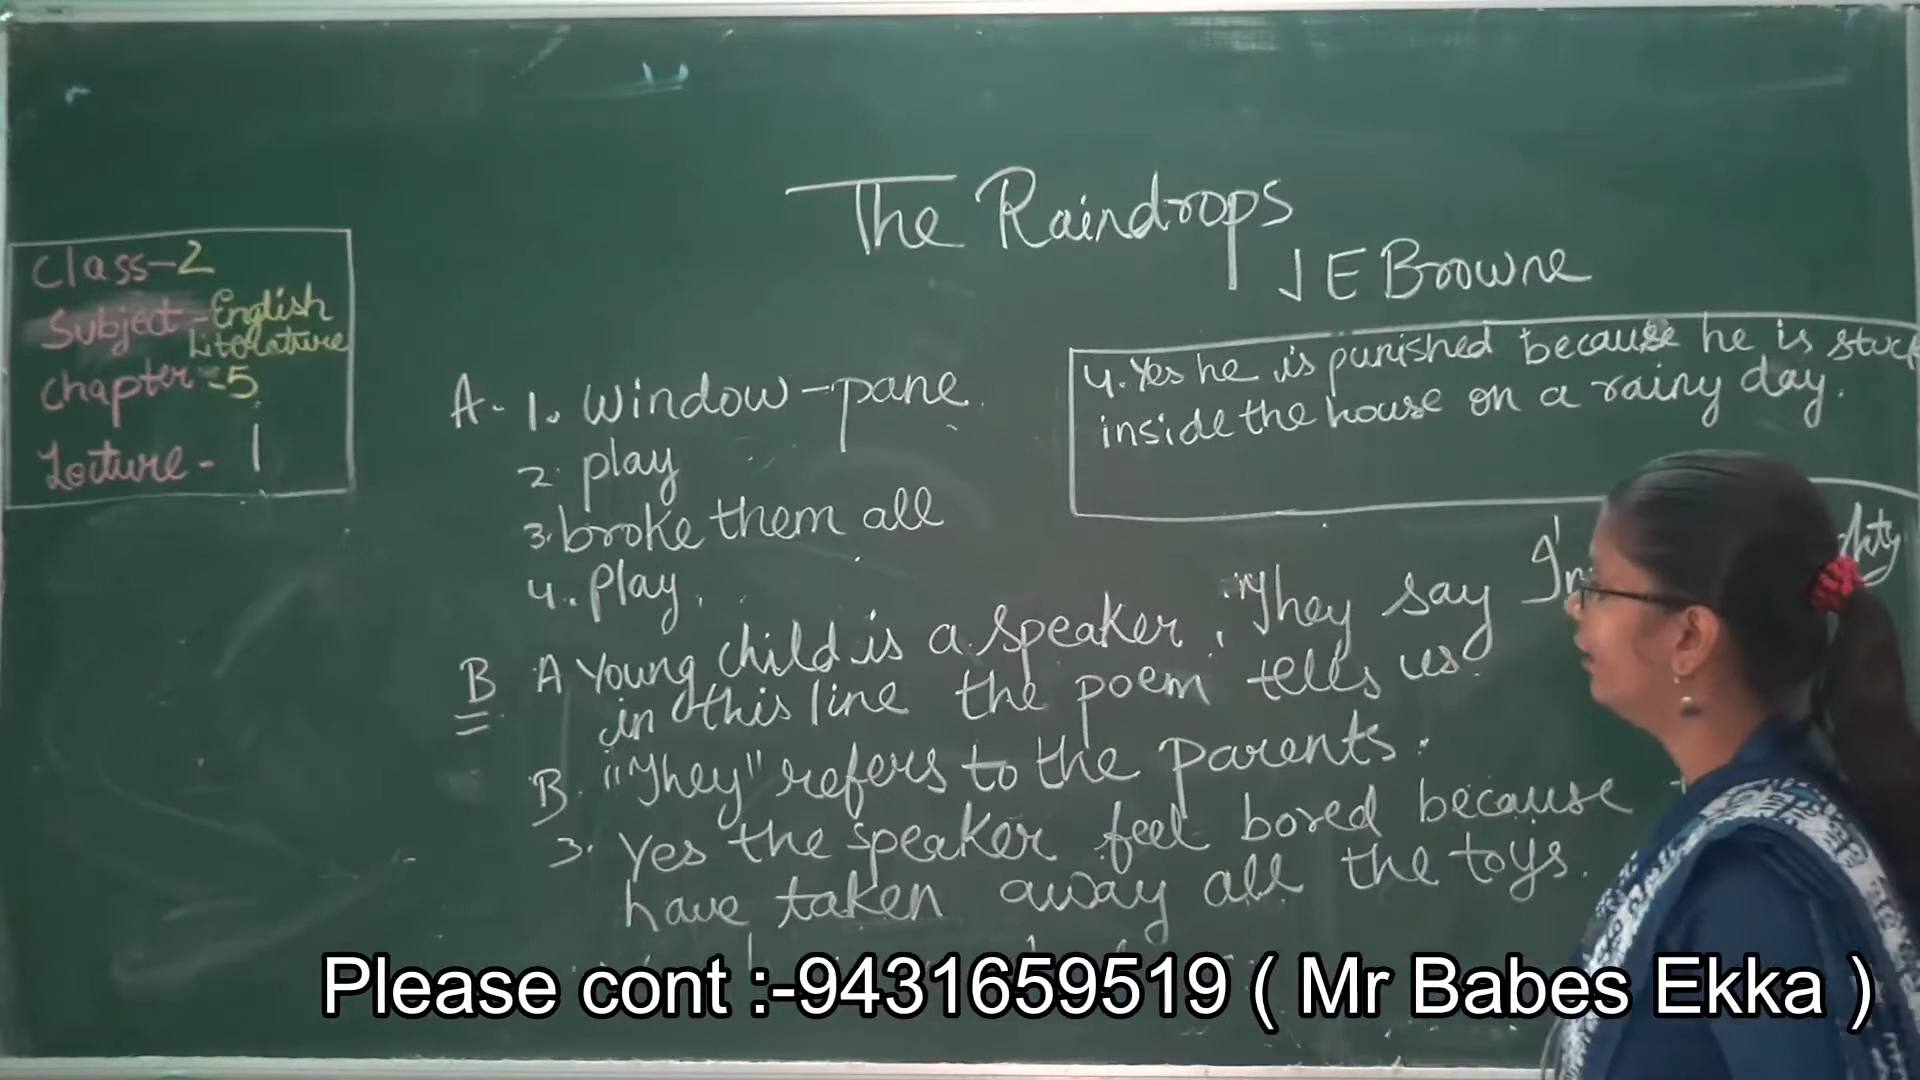 The Raindrops
J E Browne
Class-2
Subject-English
Literature
Chapter-5
Lecture-1
A-1. Window-pane
2. play
3. broke them all
4. Play.
4. Yes he is punished because he is stuck
inside the house on a rainy day.
B A Young child is a speaker, "They say I'm
in this line the poem tells us
B. "They" refers to the parents.
3. Yes the speaker feel bored because
have taken away all the toys.
Please cont :-9431659519 ( Mr Babes Ekka )